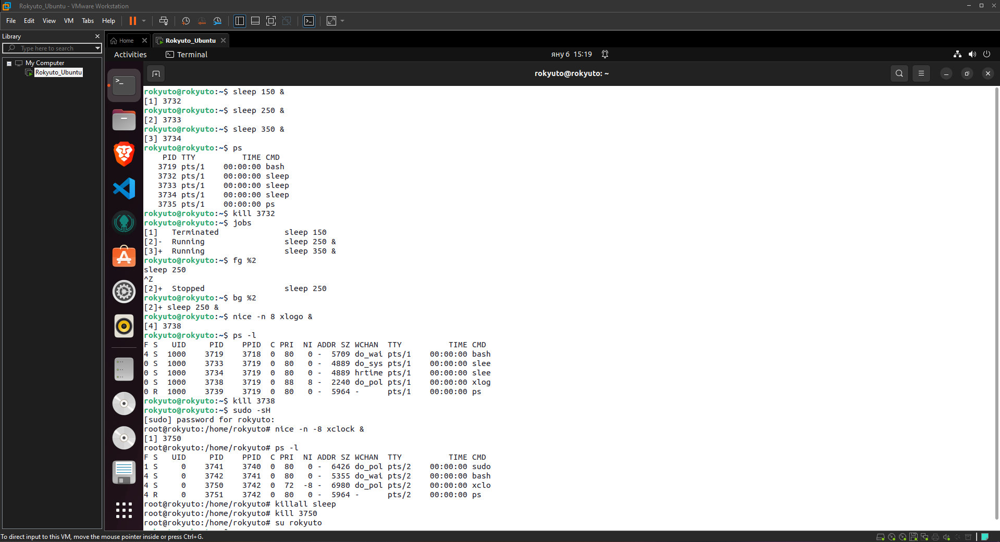 Rokyuto_Ubuntu - VMware Workstation
File Edit View VM Tabs Help
Library
Type here to search
My Computer
Rokyuto_Ubuntu
Home Rokyuto_Ubuntu
Activities Terminal яну 6 15:19
rokyuto@rokyuto: ~
rokyuto@rokyuto:~$ sleep 150 &
[1] 3732
rokyuto@rokyuto:~$ sleep 250 &
[2] 3733
rokyuto@rokyuto:~$ sleep 350 &
[3] 3734
rokyuto@rokyuto:~$ ps
    PID TTY          TIME CMD
   3719 pts/1    00:00:00 bash
   3732 pts/1    00:00:00 sleep
   3733 pts/1    00:00:00 sleep
   3734 pts/1    00:00:00 sleep
   3735 pts/1    00:00:00 ps
rokyuto@rokyuto:~$ kill 3732
rokyuto@rokyuto:~$ jobs
[1]   Terminated              sleep 150
[2]-  Running                 sleep 250 &
[3]+  Running                 sleep 350 &
rokyuto@rokyuto:~$ fg %2
sleep 250
^Z
[2]+  Stopped                 sleep 250
rokyuto@rokyuto:~$ bg %2
[2]+ sleep 250 &
rokyuto@rokyuto:~$ nice -n 8 xlogo &
[4] 3738
rokyuto@rokyuto:~$ ps -l
F S   UID     PID    PPID  C PRI  NI ADDR SZ WCHAN  TTY          TIME CMD
4 S  1000    3719    3718  0  80   0 -  5709 do_wai pts/1    00:00:00 bash
0 S  1000    3733    3719  0  80   0 -  4889 do_sys pts/1    00:00:00 slee
0 S  1000    3734    3719  0  80   0 -  4889 hrtime pts/1    00:00:00 slee
0 S  1000    3738    3719  0  88   8 -  2240 do_pol pts/1    00:00:00 xlog
0 R  1000    3739    3719  0  80   0 -  5964 -      pts/1    00:00:00 ps
rokyuto@rokyuto:~$ kill 3738
rokyuto@rokyuto:~$ sudo -sH
[sudo] password for rokyuto:
root@rokyuto:/home/rokyuto# nice -n -8 xclock &
[1] 3750
root@rokyuto:/home/rokyuto# ps -l
F S   UID     PID    PPID  C PRI  NI ADDR SZ WCHAN  TTY          TIME CMD
1 S     0    3741    3740  0  80   0 -  6426 do_pol pts/2    00:00:00 sudo
4 S     0    3742    3741  0  80   0 -  5355 do_wai pts/2    00:00:00 bash
4 S     0    3750    3742  0  72  -8 -  6980 do_pol pts/2    00:00:00 xclo
4 R     0    3751    3742  0  80   0 -  5964 -      pts/2    00:00:00 ps
root@rokyuto:/home/rokyuto# killall sleep
root@rokyuto:/home/rokyuto# kill 3750
root@rokyuto:/home/rokyuto# su rokyuto
To direct input to this VM, move the mouse pointer inside or press Ctrl+G.